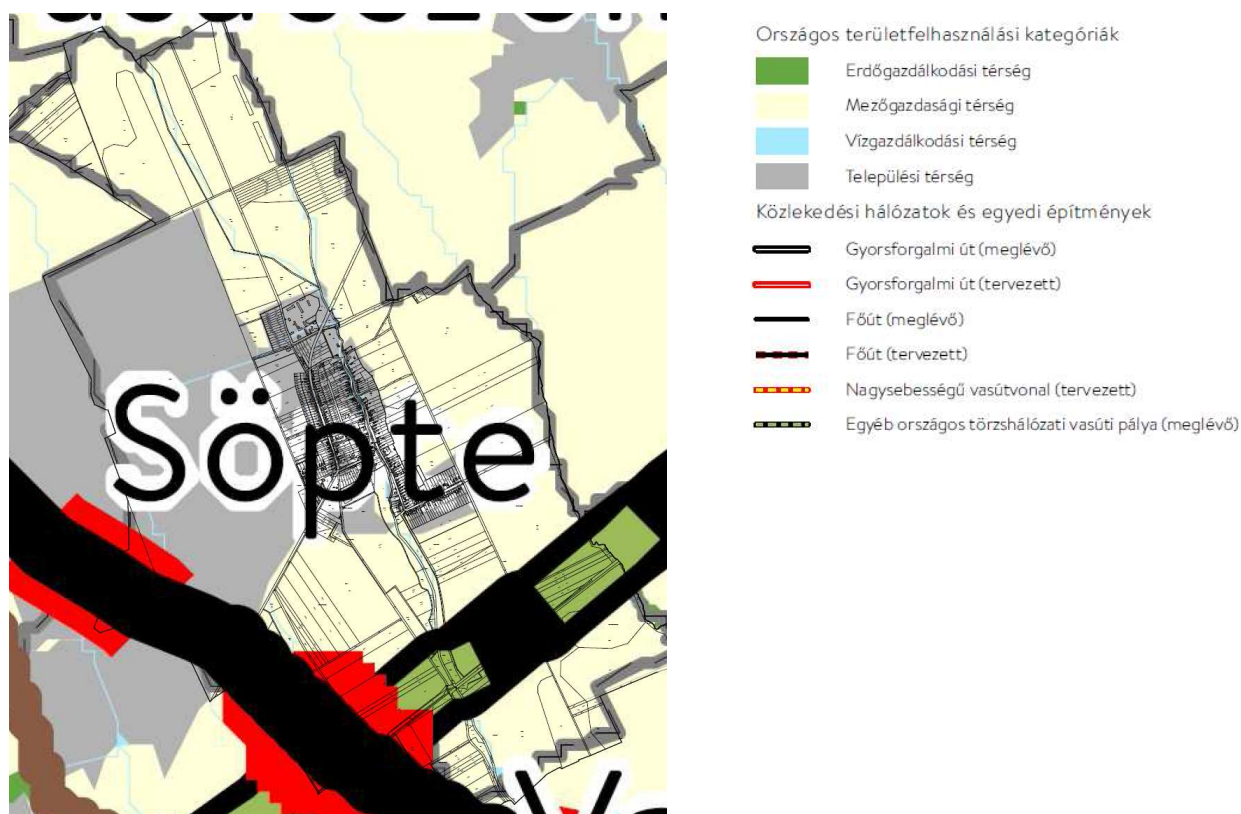 Söpte
Országos területfelhasználási kategóriák
Erdőgazdálkodási térség
Mezőgazdasági térség
Vízgazdálkodási térség
Települési térség
Közlekedési hálózatok és egyedi építmények
Gyorsforgalmi út (meglévő)
Gyorsforgalmi út (tervezett)
Főút (meglévő)
Főút (tervezett)
Nagysebességű vasútvonal (tervezett)
Egyéb országos törzshálózati vasúti pálya (meglévő)